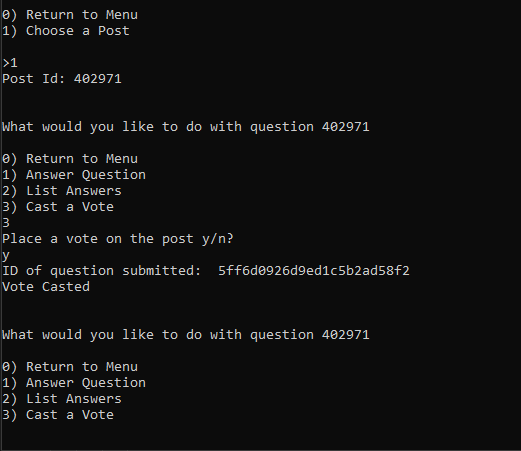 0) Return to Menu
1) Choose a Post
>1
Post Id: 402971
What would you like to do with question 402971
0) Return to Menu
1) Answer Question
2) List Answers
3) Cast a Vote
3
Place a vote on the post y/n?
y
ID of question submitted:  5ff6d0926d9ed1c5b2ad58f2
Vote Casted
What would you like to do with question 402971
0) Return to Menu
1) Answer Question
2) List Answers
3) Cast a Vote